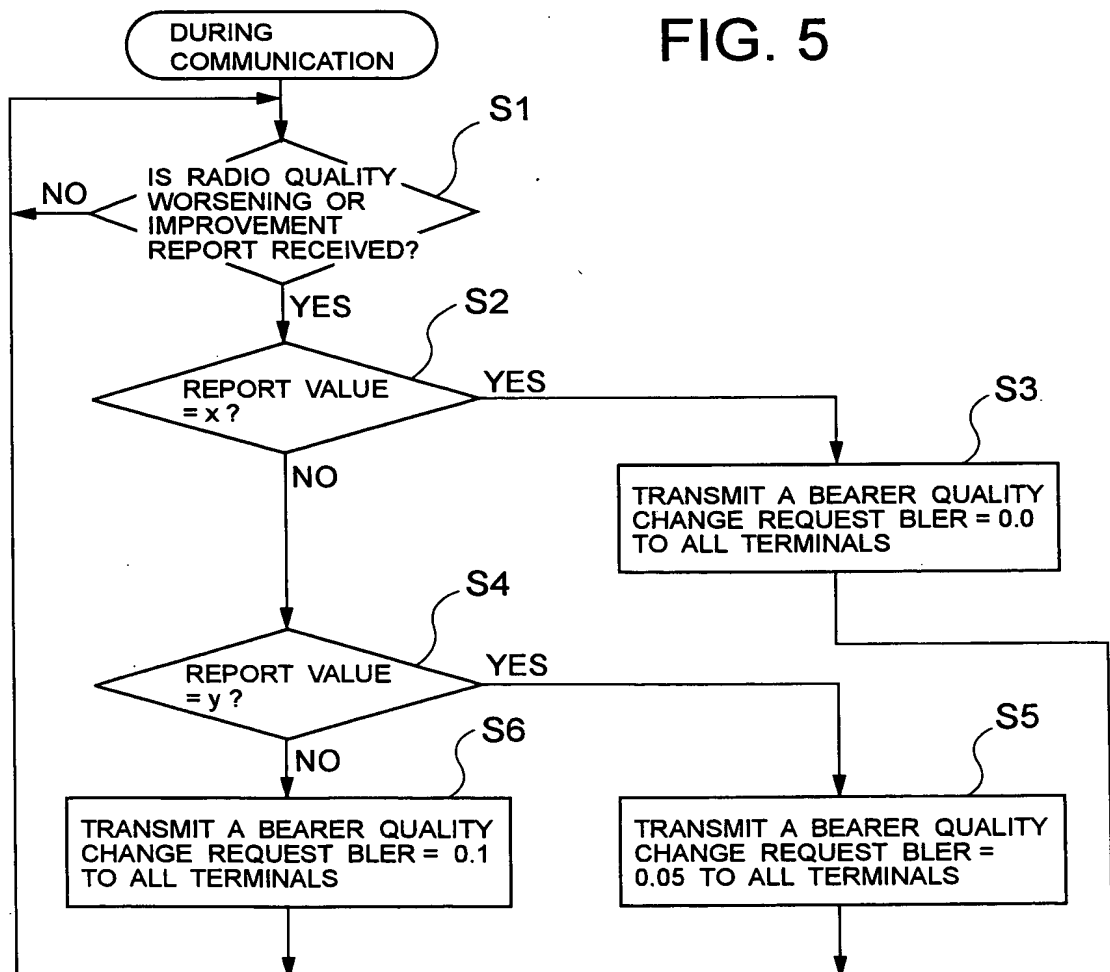 FIG. 5
DURING
COMMUNICATION
S1
IS RADIO QUALITY
WORSENING OR
IMPROVEMENT
REPORT RECEIVED?
NO
YES
S2
REPORT VALUE
= x ?
YES
NO
S3
TRANSMIT A BEARER QUALITY
CHANGE REQUEST BLER = 0.0
TO ALL TERMINALS
S4
REPORT VALUE
= y ?
YES
NO
S6
TRANSMIT A BEARER QUALITY
CHANGE REQUEST BLER = 0.1
TO ALL TERMINALS
S5
TRANSMIT A BEARER QUALITY
CHANGE REQUEST BLER =
0.05 TO ALL TERMINALS